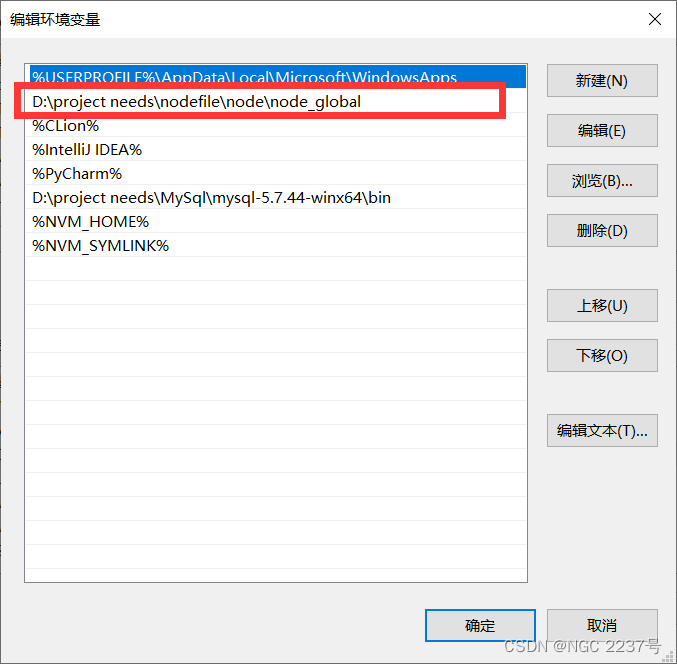 编辑环境变量
%USERPROFILE%\AppData\Local\Microsoft\WindowsApps
D:\project needs\nodefile\node\node_global
%CLion%
%IntelliJ IDEA%
%PyCharm%
D:\project needs\MySql\mysql-5.7.44-winx64\bin
%NVM_HOME%
%NVM_SYMLINK%
新建(N)
编辑(E)
浏览(B)...
删除(D)
上移(U)
下移(O)
编辑文本(T)...
确定
取消
CSDN @NGC 2237号